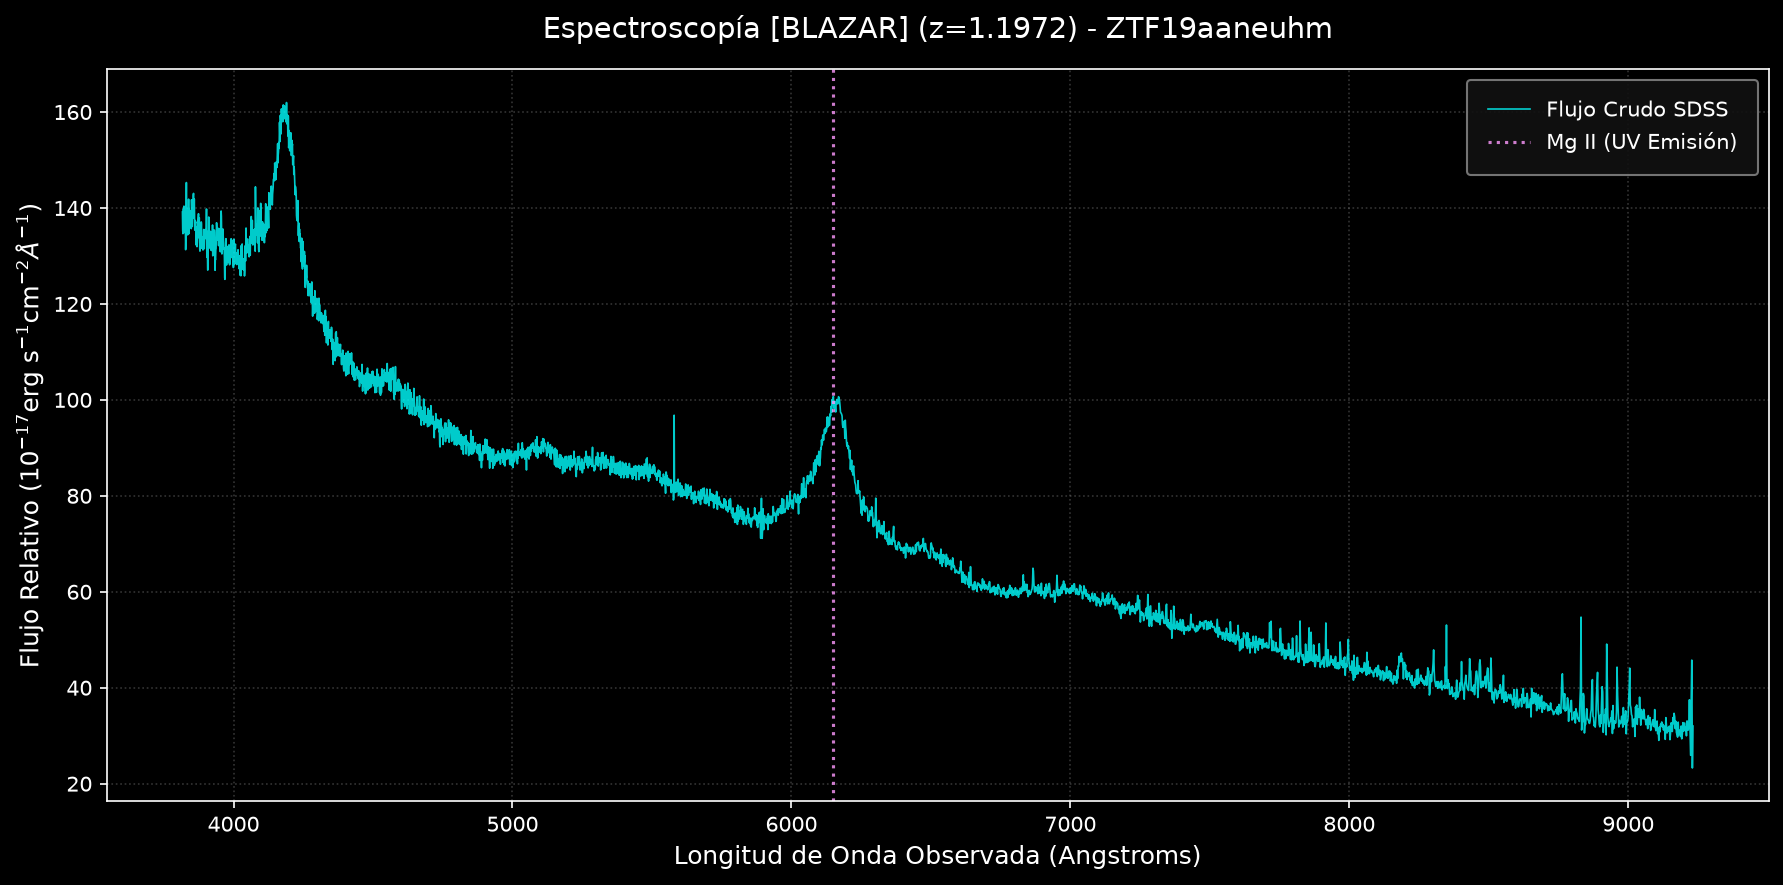 Espectroscopía [BLAZAR] (z=1.1972) - ZTF19aaneuhm
Flujo Crudo SDSS
Mg II (UV Emisión)
Flujo Relativo (10⁻¹⁷erg s⁻¹cm⁻²Å⁻¹)
160
140
120
100
80
60
40
20
4000 5000 6000 7000 8000 9000
Longitud de Onda Observada (Angstroms)